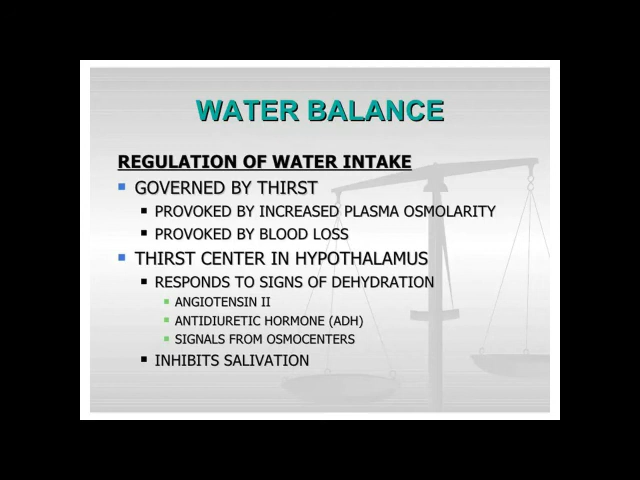 WATER BALANCE
REGULATION OF WATER INTAKE
GOVERNED BY THIRST
PROVOKED BY INCREASED PLASMA OSMOLARITY
PROVOKED BY BLOOD LOSS
THIRST CENTER IN HYPOTHALAMUS
RESPONDS TO SIGNS OF DEHYDRATION
ANGIOTENSIN II
ANTIDIURETIC HORMONE (ADH)
SIGNALS FROM OSMOCENTERS
INHIBITS SALIVATION